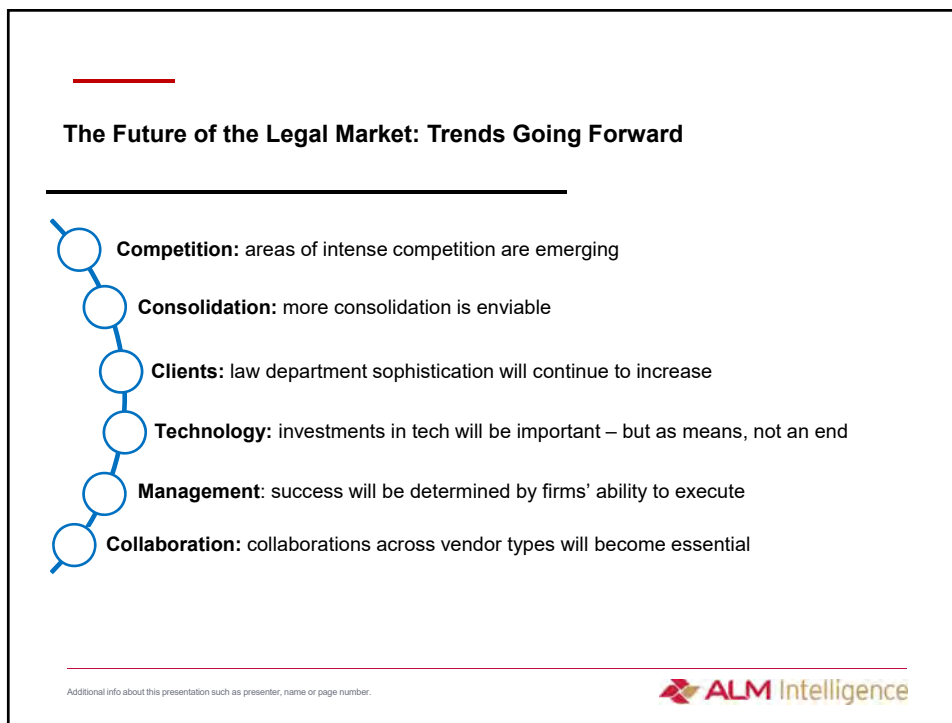 The Future of the Legal Market: Trends Going Forward
Competition: areas of intense competition are emerging
Consolidation: more consolidation is enviable
Clients: law department sophistication will continue to increase
Technology: investments in tech will be important – but as means, not an end
Management: success will be determined by firms’ ability to execute
Collaboration: collaborations across vendor types will become essential
Additional info about this presentation such as presenter, name or page number.
ALM Intelligence